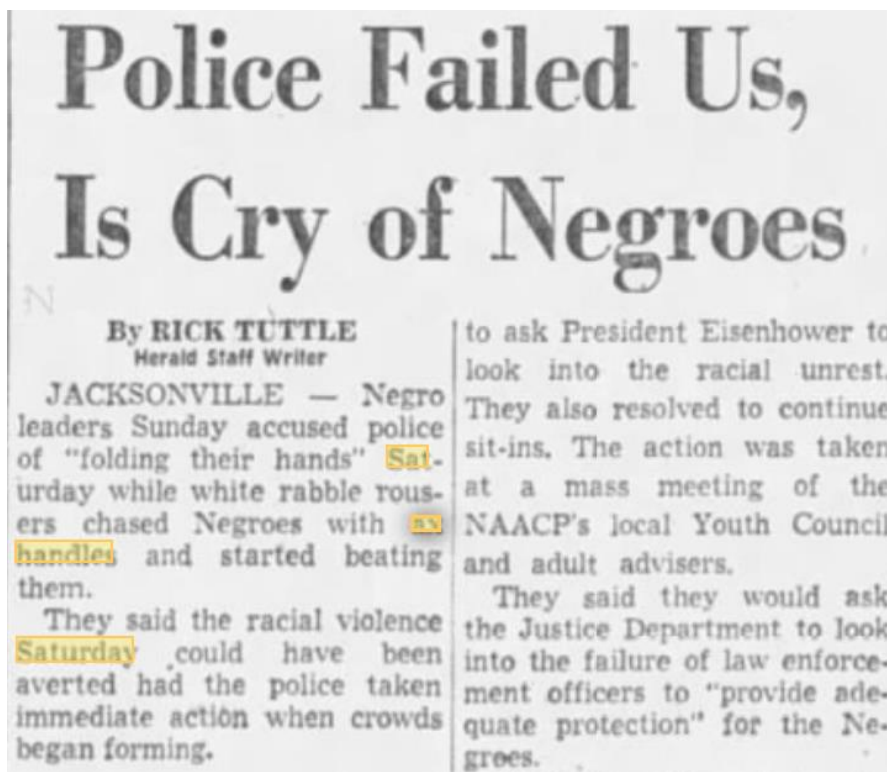 Police Failed Us,
Is Cry of Negroes
By RICK TUTTLE
Herald Staff Writer
JACKSONVILLE — Negro
leaders Sunday accused police
of "folding their hands" Sat-
urday while white rabble rous-
ers chased Negroes with ax
handles and started beating
them.
They said the racial violence
Saturday could have been
averted had the police taken
immediate action when crowds
began forming.
to ask President Eisenhower to
look into the racial unrest.
They also resolved to continue
sit-ins. The action was taken
at a mass meeting of the
NAACP's local Youth Council
and adult advisers.
They said they would ask
the Justice Department to look
into the failure of law enforce-
ment officers to "provide ade-
quate protection" for the Ne-
groes.